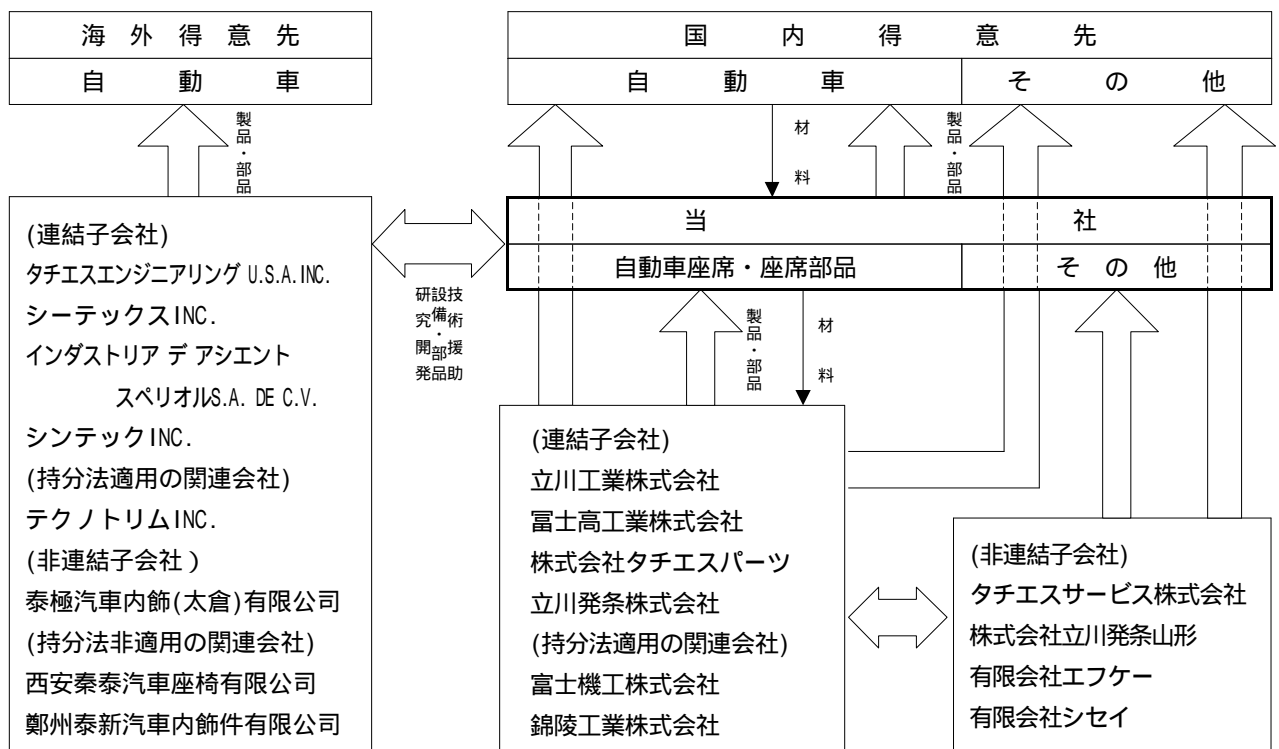 海外得意先
自動車
国内得意先
自動車
その他
製品・部品
材料
製品・部品
(連結子会社)
タチエスエンジニアリング U.S.A.INC.
シーテックスINC.
インダストリア デ アシエント
スペリオルS.A. DE C.V.
シンテックINC.
(持分法適用の関連会社)
テクノトリムINC.
(非連結子会社)
泰極汽車内飾(太倉)有限公司
(持分法非適用の関連会社)
西安秦泰汽車座椅有限公司
鄭州泰新汽車内飾件有限公司
技術援助
設備・部品
研究開発
当社
自動車座席・座席部品
その他
製品・部品
材料
(連結子会社)
立川工業株式会社
冨士高工業株式会社
株式会社タチエスパーツ
立川発条株式会社
(持分法適用の関連会社)
富士機工株式会社
錦陵工業株式会社
(非連結子会社)
タチエスサービス株式会社
株式会社立川発条山形
有限会社エフケー
有限会社シセイ